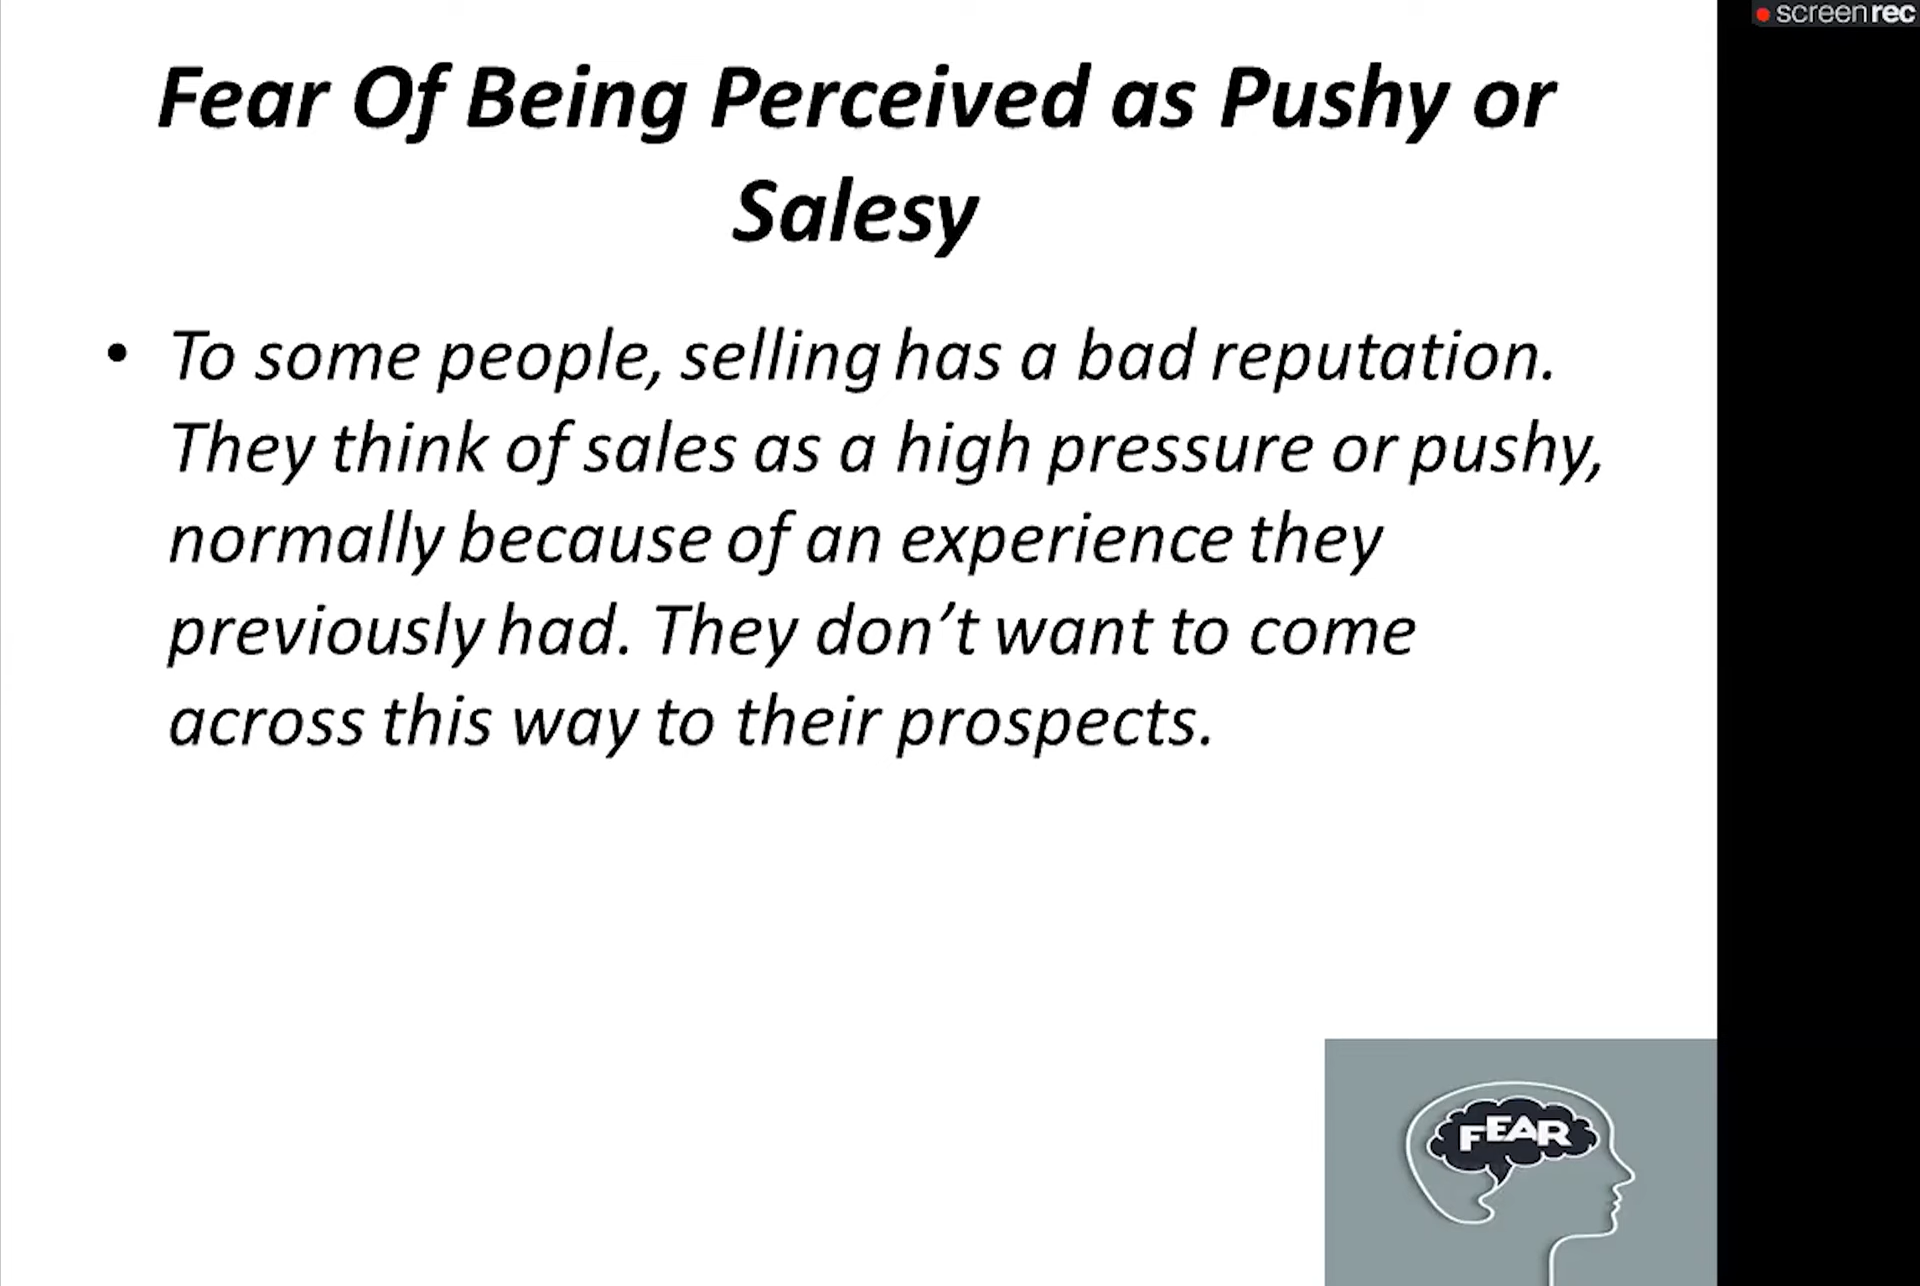 screenrec
Fear Of Being Perceived as Pushy or
Salesy
• To some people, selling has a bad reputation.
They think of sales as a high pressure or pushy,
normally because of an experience they
previously had. They don’t want to come
across this way to their prospects.
FEAR